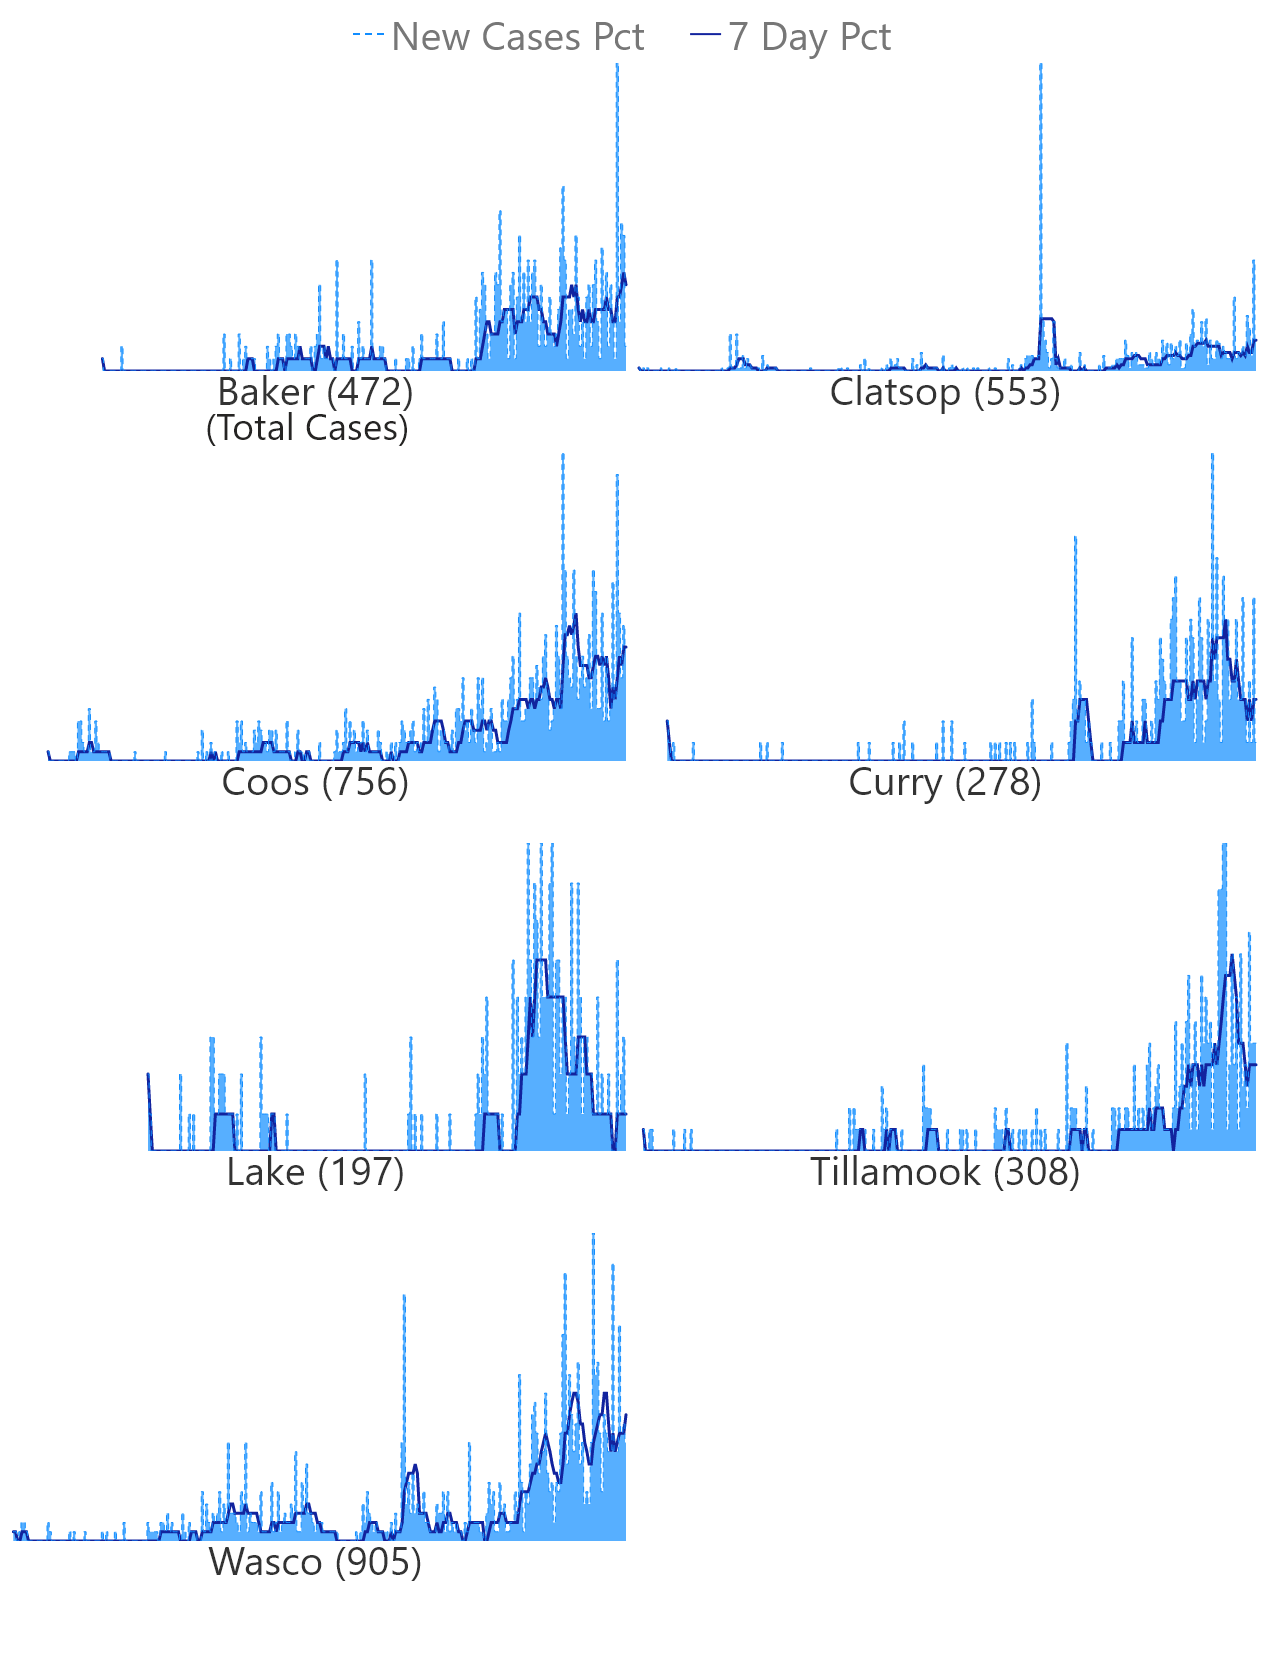 New Cases Pct 7 Day Pct
Baker (472) Clatsop (553)
(Total Cases)
Coos (756) Curry (278)
Lake (197) Tillamook (308)
Wasco (905)